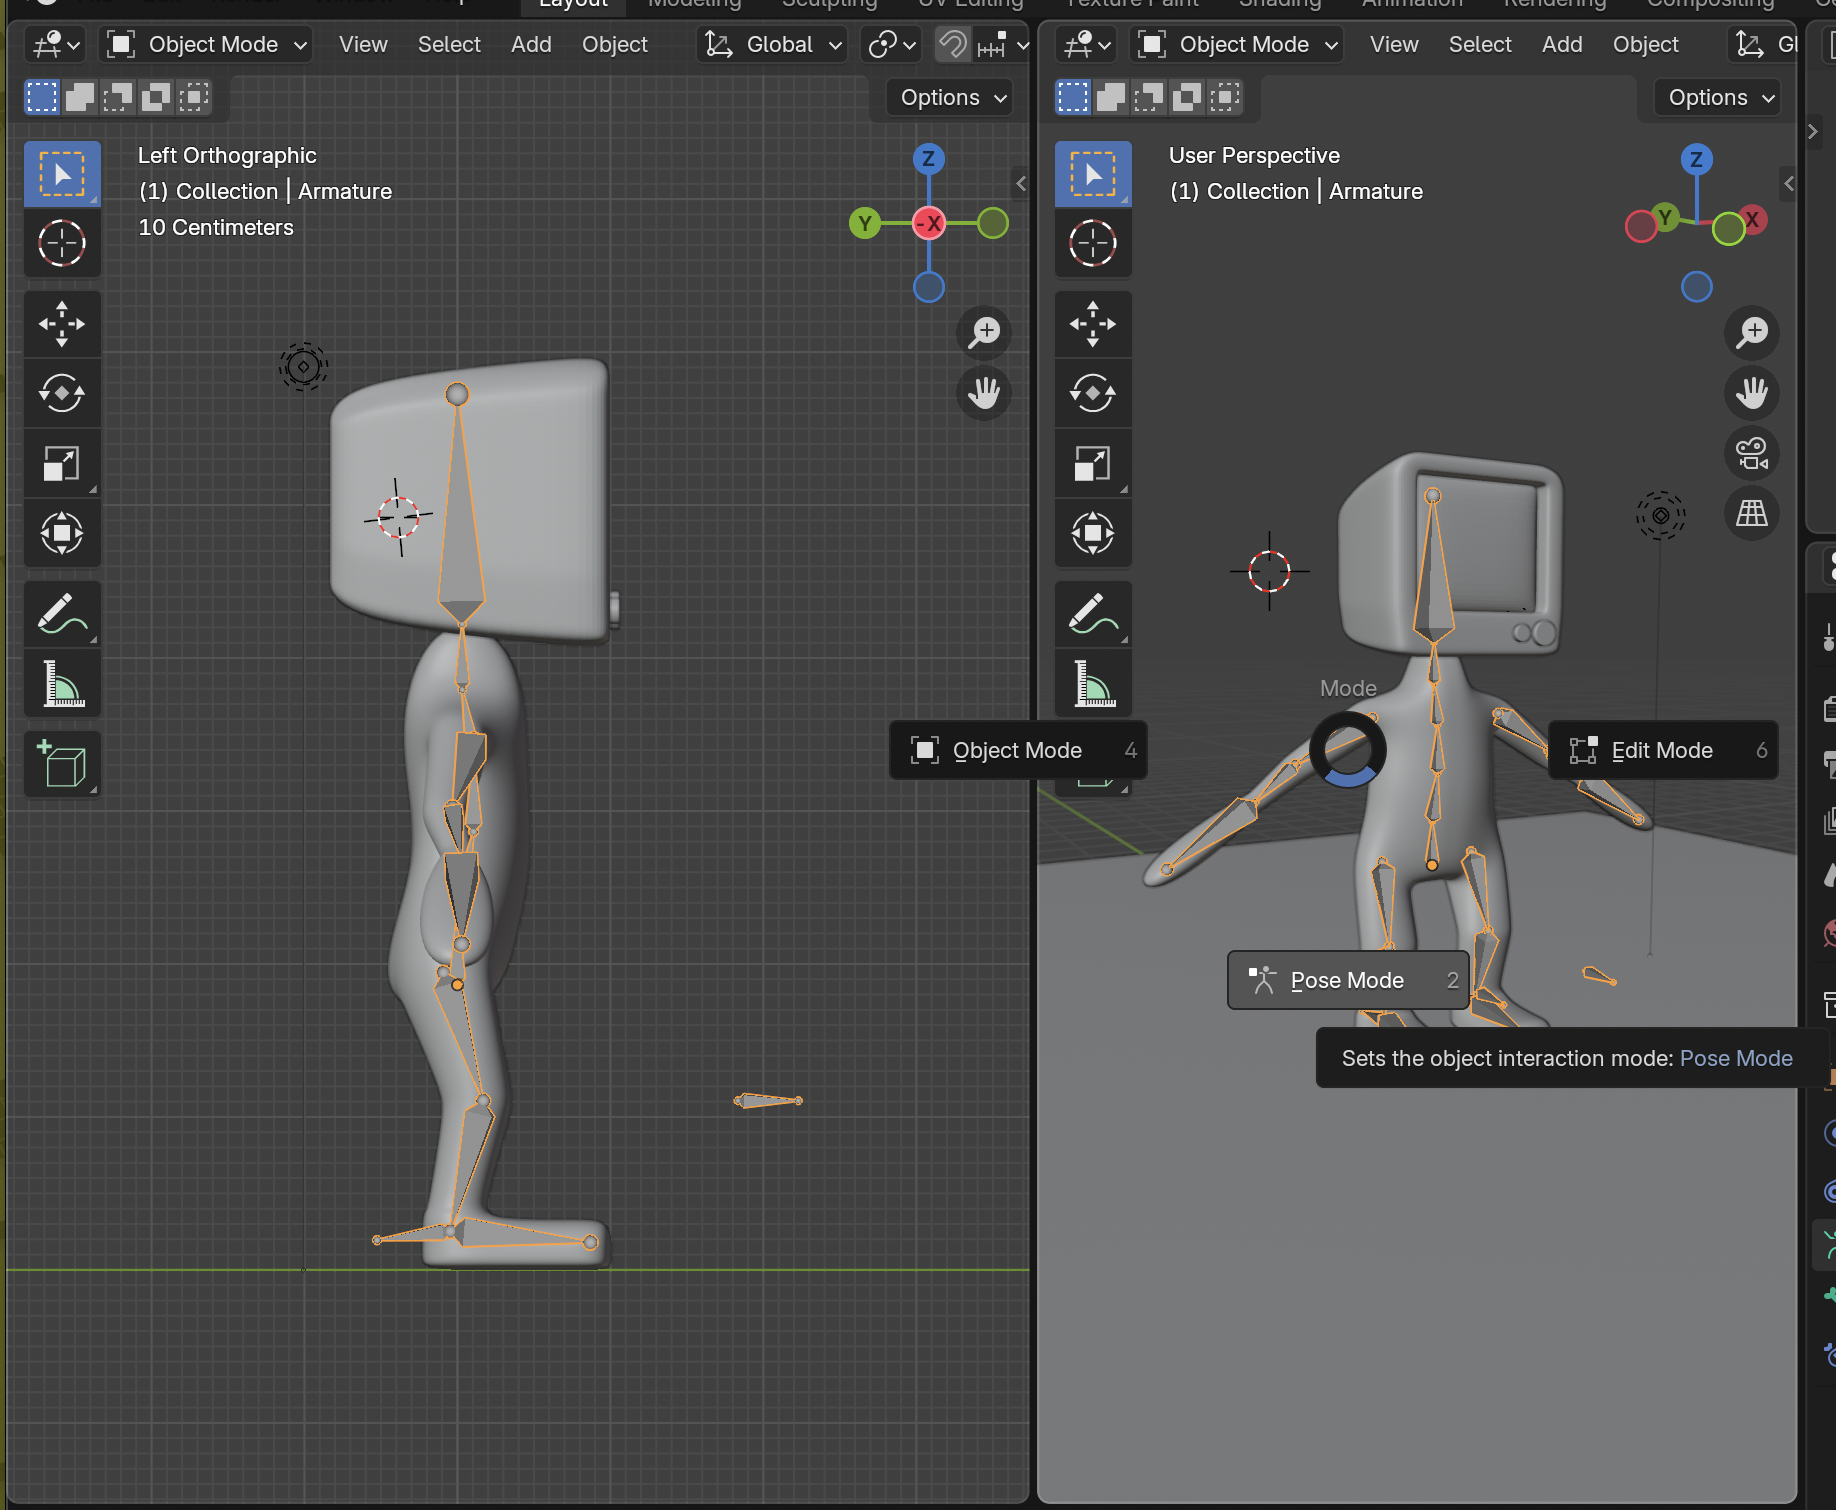 Layout Modeling Sculpting UV Editing Texture Paint Shading Animation Rendering Compositing
Object Mode View Select Add Object Global
Object Mode View Select Add Object Gl
Options
Options
Left Orthographic
(1) Collection | Armature
10 Centimeters
Z
Y
-X
User Perspective
(1) Collection | Armature
Z
Y
X
Mode
Object Mode 4
Edit Mode 6
Pose Mode 2
Sets the object interaction mode: Pose Mode